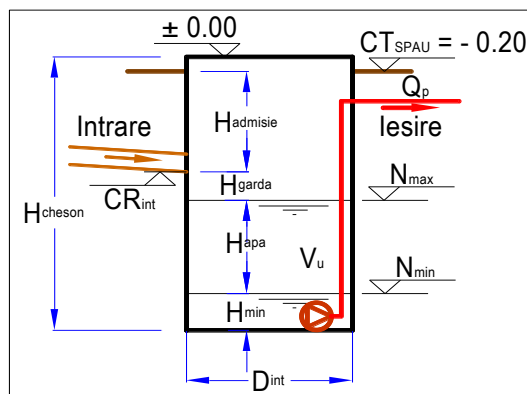 ± 0.00
CTSPAU = - 0.20
Qp
Intrare
Hadmisie
Iesire
CRint
Hgarda
Nmax
Hcheson
Hapa
Vu
Nmin
Hmin
Dint